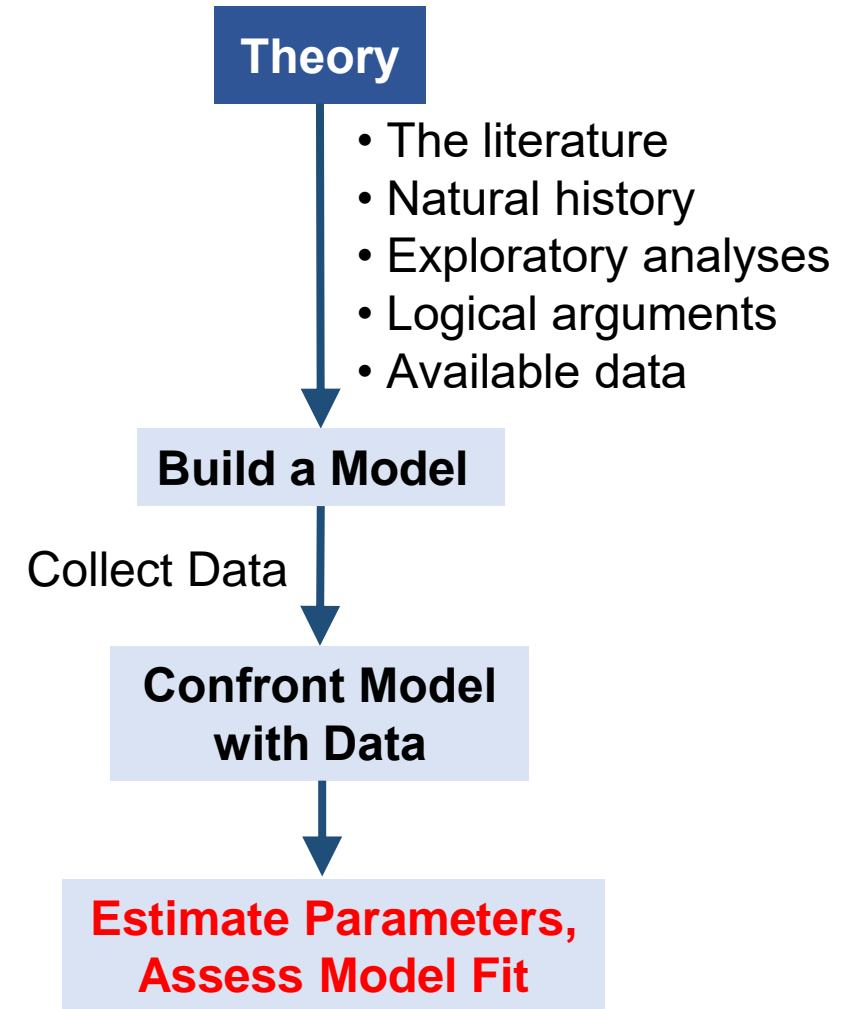 Theory
• The literature
• Natural history
• Exploratory analyses
• Logical arguments
• Available data
Build a Model
Collect Data
Confront Model
with Data
Estimate Parameters,
Assess Model Fit